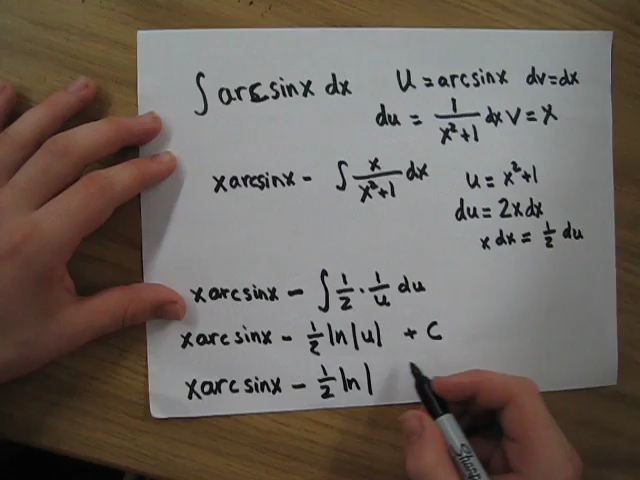 ∫ arcsinx dx u = arcsinx dv = dx
du = 1/(x²+1) dx v = x
xarcsinx - ∫ x/(x²+1) dx u = x²+1
du = 2xdx
x dx = 1/2 du
xarcsinx - ∫ 1/2 · 1/u du
xarcsinx - 1/2 ln|u| + C
xarcsinx - 1/2 ln|
Sharpie